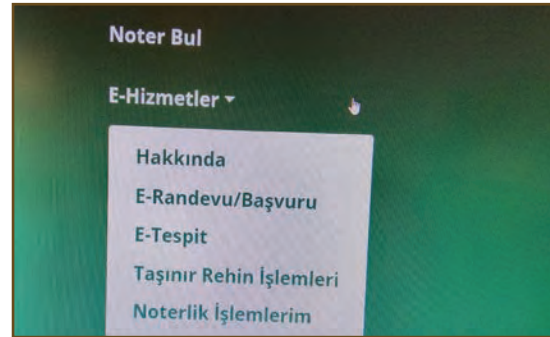 Noter Bul
E-Hizmetler
Hakkında
E-Randevu/Başvuru
E-Tespit
Taşınır Rehin İşlemleri
Noterlik İşlemlerim